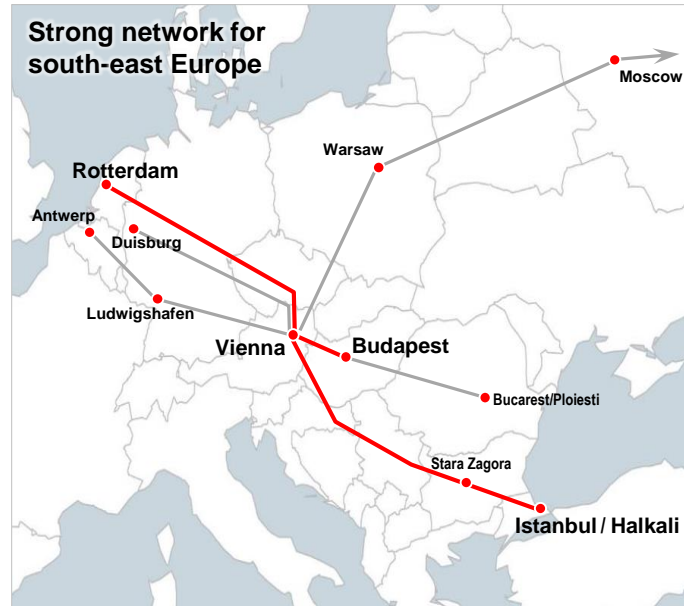 Strong network for
south-east Europe
Moscow
Warsaw
Rotterdam
Antwerp
Duisburg
Ludwigshafen
Vienna
Budapest
Bucarest/Ploiesti
Stara Zagora
Istanbul / Halkali